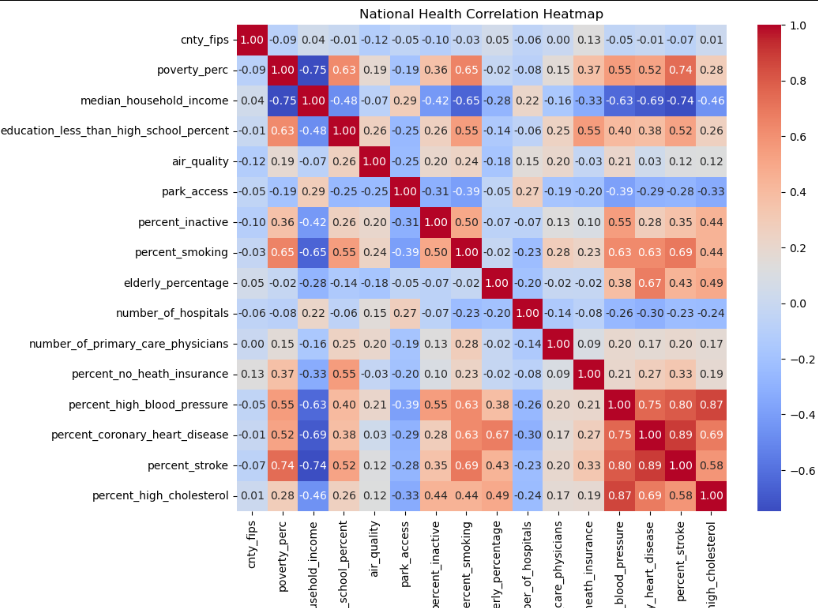 National Health Correlation Heatmap
cnty_fips 1.00 -0.09 0.04 -0.01 -0.12 -0.05 -0.10 -0.03 0.05 -0.06 0.00 0.13 -0.05 -0.01 -0.07 0.01
poverty_perc -0.09 1.00 -0.75 0.63 0.19 -0.19 0.36 0.65 -0.02 -0.08 0.15 0.37 0.55 0.52 0.74 0.28
median_household_income 0.04 -0.75 1.00 -0.48 -0.07 0.29 -0.42 -0.65 -0.28 0.22 -0.16 -0.33 -0.63 -0.69 -0.74 -0.46
education_less_than_high_school_percent -0.01 0.63 -0.48 1.00 0.26 -0.25 0.26 0.55 -0.14 -0.06 0.25 0.55 0.40 0.38 0.52 0.26
air_quality -0.12 0.19 -0.07 0.26 1.00 -0.25 0.20 0.24 -0.18 0.15 0.20 -0.03 0.21 0.03 0.12 0.12
park_access -0.05 -0.19 0.29 -0.25 -0.25 1.00 -0.31 -0.39 -0.05 0.27 -0.19 -0.20 -0.39 -0.29 -0.28 -0.33
percent_inactive -0.10 0.36 -0.42 0.26 0.20 -0.31 1.00 0.50 -0.07 -0.07 0.13 0.10 0.55 0.28 0.35 0.44
percent_smoking -0.03 0.65 -0.65 0.55 0.24 -0.39 0.50 1.00 -0.02 -0.23 0.28 0.23 0.63 0.63 0.69 0.44
elderly_percentage 0.05 -0.02 -0.28 -0.14 -0.18 -0.05 -0.07 -0.02 1.00 -0.20 -0.02 -0.02 0.38 0.67 0.43 0.49
number_of_hospitals -0.06 -0.08 0.22 -0.06 0.15 0.27 -0.07 -0.23 -0.20 1.00 -0.14 -0.08 -0.26 -0.30 -0.23 -0.24
number_of_primary_care_physicians 0.00 0.15 -0.16 0.25 0.20 -0.19 0.13 0.28 -0.02 -0.14 1.00 0.09 0.20 0.17 0.20 0.17
percent_no_heath_insurance 0.13 0.37 -0.33 0.55 -0.03 -0.20 0.10 0.23 -0.02 -0.08 0.09 1.00 0.21 0.27 0.33 0.19
percent_high_blood_pressure -0.05 0.55 -0.63 0.40 0.21 -0.39 0.55 0.63 0.38 -0.26 0.20 0.21 1.00 0.75 0.80 0.87
percent_coronary_heart_disease -0.01 0.52 -0.69 0.38 0.03 -0.29 0.28 0.63 0.67 -0.30 0.17 0.27 0.75 1.00 0.89 0.69
percent_stroke -0.07 0.74 -0.74 0.52 0.12 -0.28 0.35 0.69 0.43 -0.23 0.20 0.33 0.80 0.89 1.00 0.58
percent_high_cholesterol 0.01 0.28 -0.46 0.26 0.12 -0.33 0.44 0.44 0.49 -0.24 0.17 0.19 0.87 0.69 0.58 1.00
cnty_fips
poverty_perc
usehold_income
_school_percent
air_quality
park_access
ercent_inactive
ercent_smoking
erly_percentage
ber_of_hospitals
care_physicians
heath_insurance
blood_pressure
y_heart_disease
percent_stroke
igh_cholesterol
1.0
0.8
0.6
0.4
0.2
0.0
−0.2
−0.4
−0.6